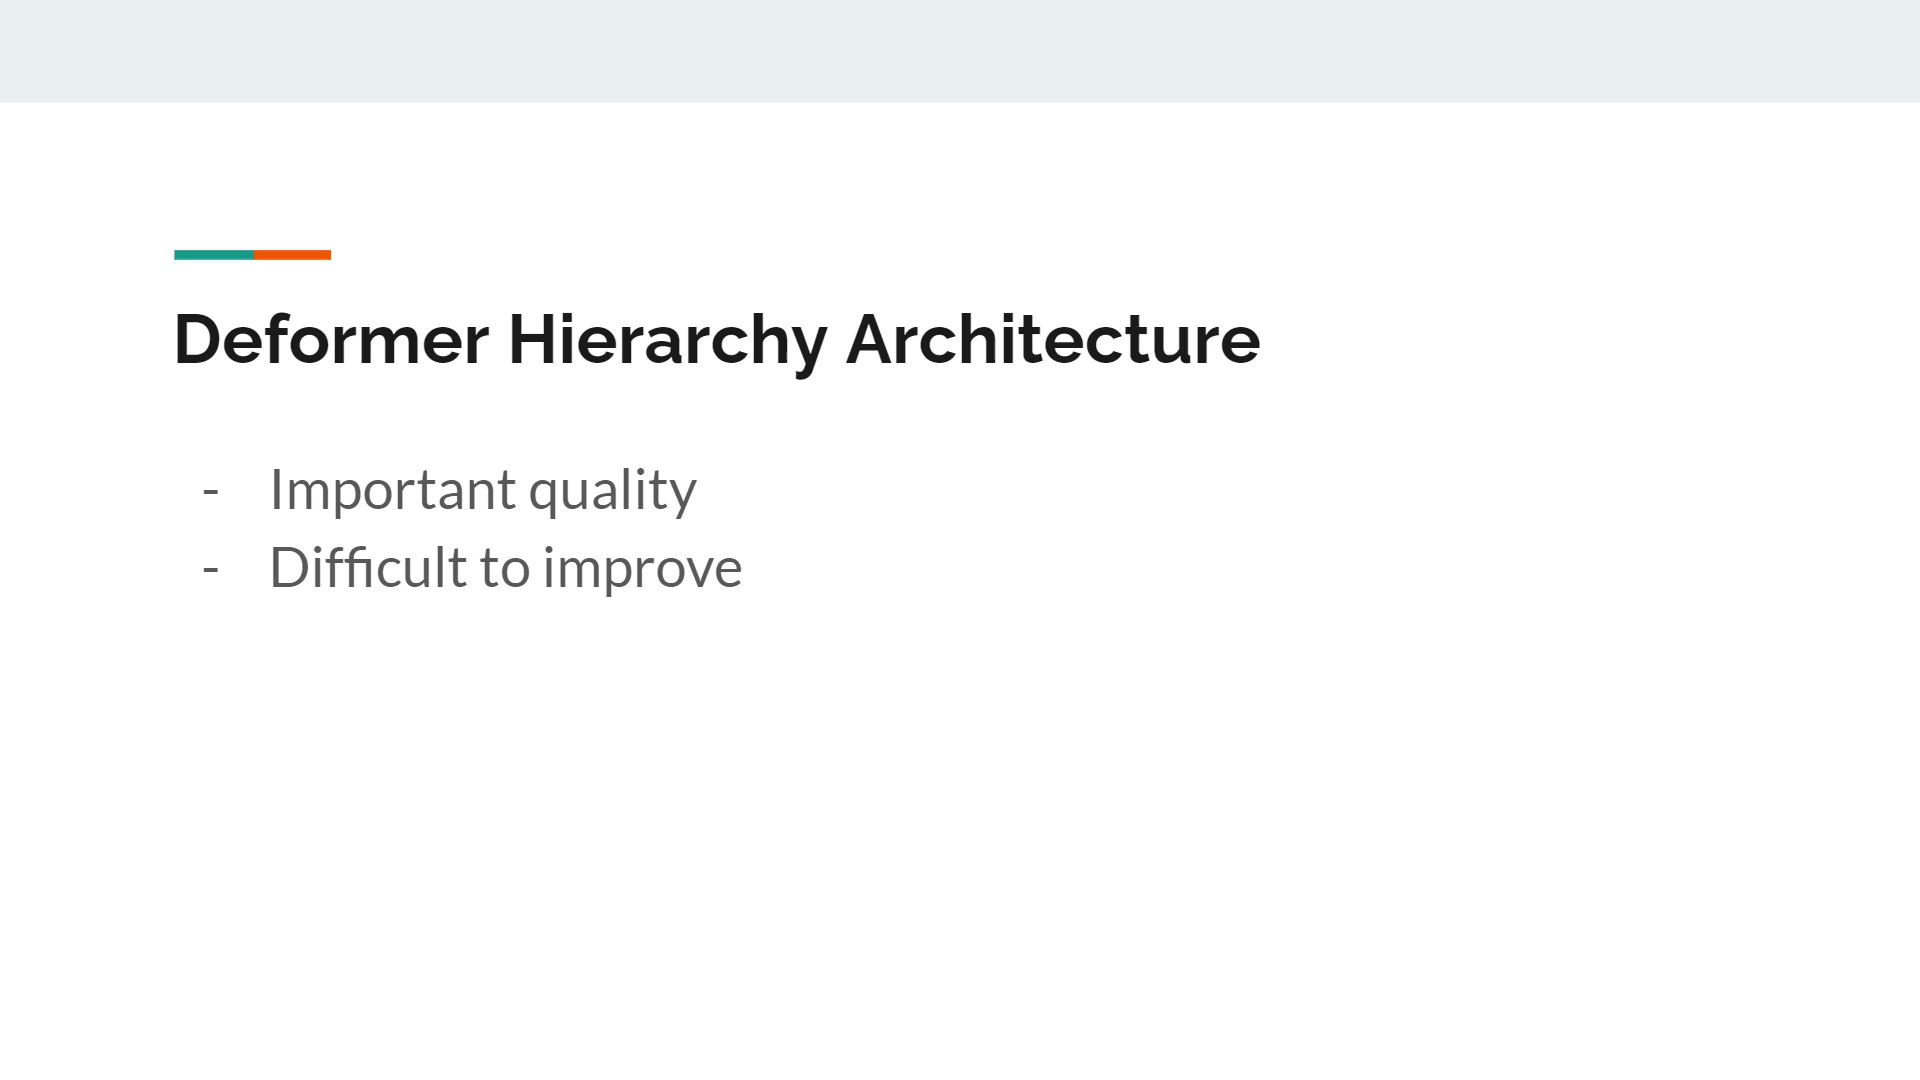 Deformer Hierarchy Architecture
- Important quality
- Difficult to improve